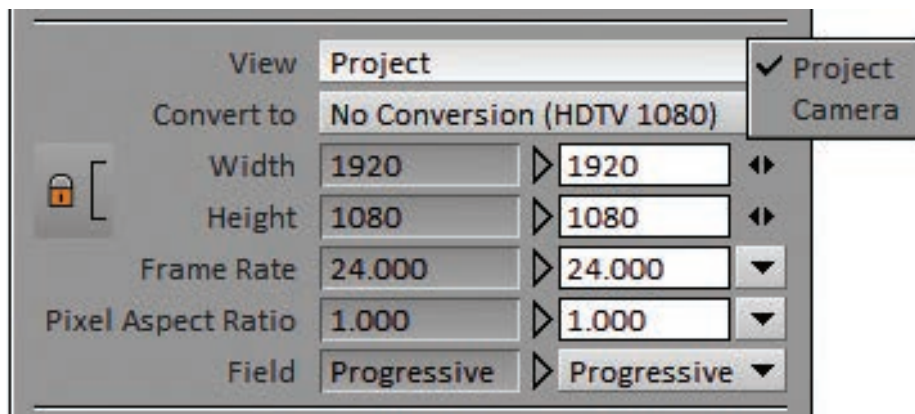 View Project
✓ Project
Camera
Convert to No Conversion (HDTV 1080)
Width 1920 1920
Height 1080 1080
Frame Rate 24.000 24.000
Pixel Aspect Ratio 1.000 1.000
Field Progressive Progressive